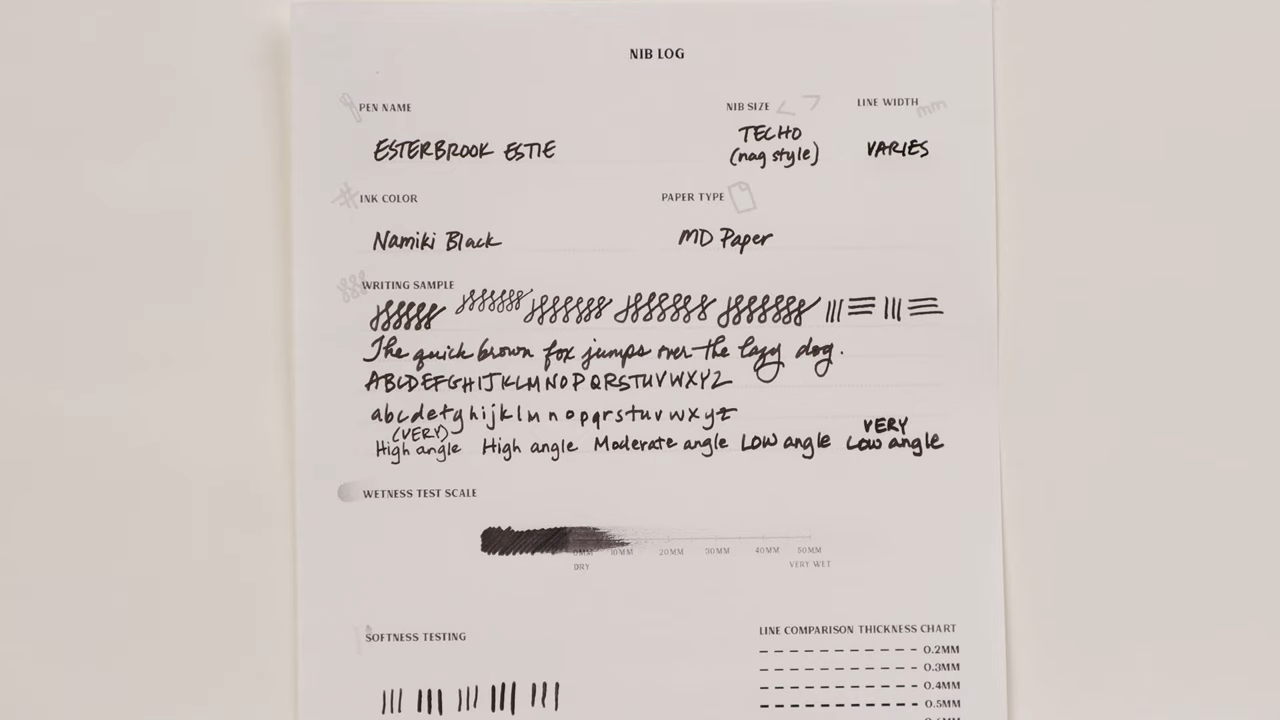 NIB LOG
PEN NAME
NIB SIZE
LINE WIDTH
mm
ESTERBROOK ESTIE
TECHO
(nag style)
VARIES
INK COLOR
PAPER TYPE
Namiki Black
MD Paper
WRITING SAMPLE
The quick brown fox jumps over the lazy dog.
ABCDEFGHIJKLMNOPQRSTUVWXYZ
abcdefghijklmnopqrstuvwxyz
(VERY) VERY
High angle High angle Moderate angle Low angle Low angle
WETNESS TEST SCALE
0MM 10MM 20MM 30MM 40MM 50MM
DRY VERY WET
SOFTNESS TESTING
LINE COMPARISON THICKNESS CHART
0.2MM
0.3MM
0.4MM
0.5MM